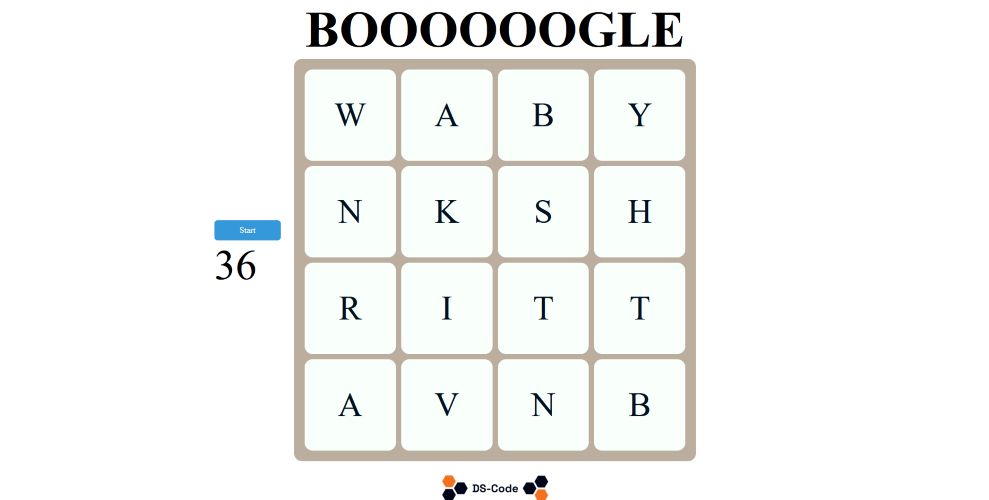 BOOOOOOGLE
W A B Y
N K S H
Start
36
R I T T
A V N B
DS-Code